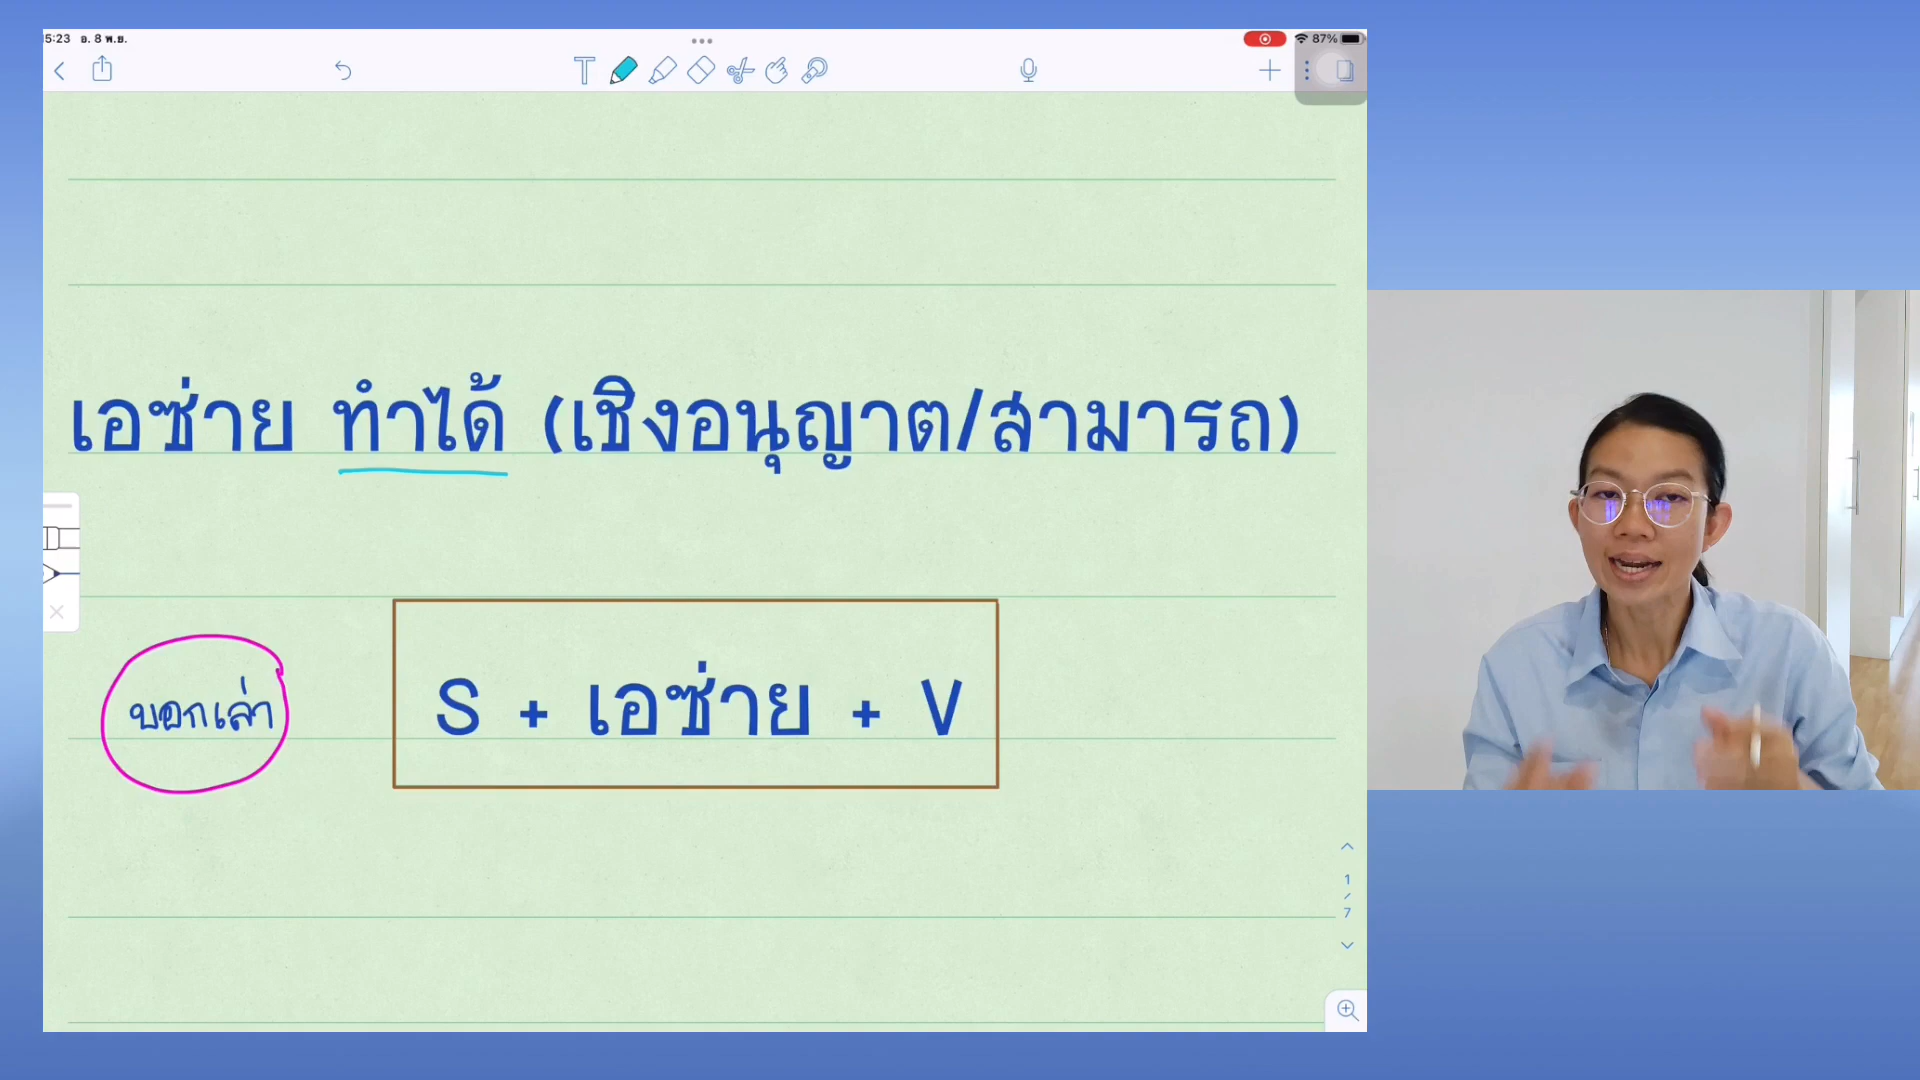 15:23 อ. 8 พ.ย.
87%
T
เอซ่าย ทำได้ (เชิงอนุญาต/สามารถ)
บอกเล่า
S + เอซ่าย + V
1
/
7